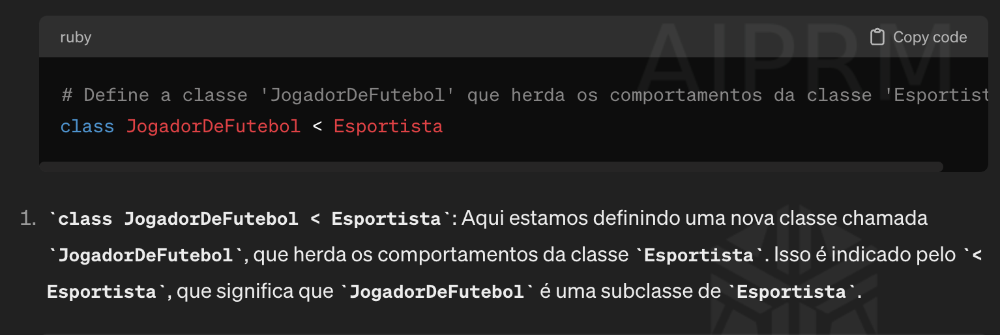 ruby
Copy code
AIPRM
# Define a classe 'JogadorDeFutebol' que herda os comportamentos da classe 'Esportist
class JogadorDeFutebol < Esportista
1. `class JogadorDeFutebol < Esportista`: Aqui estamos definindo uma nova classe chamada
`JogadorDeFutebol`, que herda os comportamentos da classe `Esportista`. Isso é indicado pelo `<
Esportista`, que significa que `JogadorDeFutebol` é uma subclasse de `Esportista`.